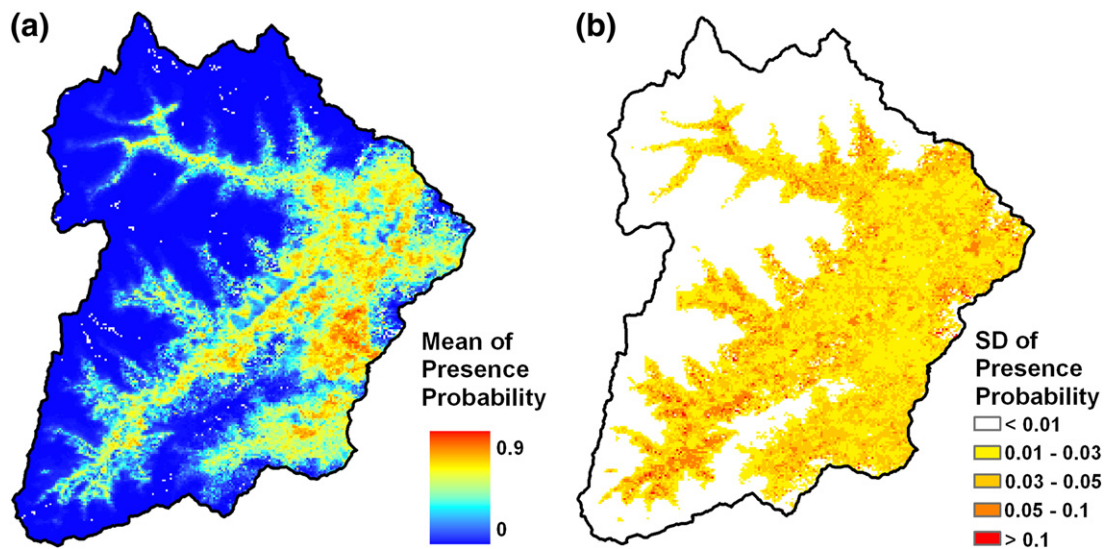 (a)
Mean of
Presence
Probability
0.9
0
(b)
SD of
Presence
Probability
< 0.01
0.01 - 0.03
0.03 - 0.05
0.05 - 0.1
> 0.1